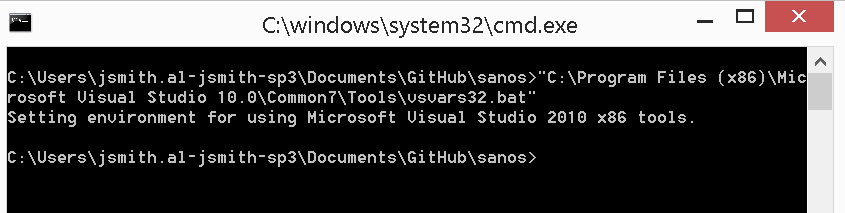 C:\windows\system32\cmd.exe
C:\Users\jsmith.al-jsmith-sp3\Documents\GitHub\sanos>"C:\Program Files (x86)\Mic
rosoft Visual Studio 10.0\Common7\Tools\vsvars32.bat"
Setting environment for using Microsoft Visual Studio 2010 x86 tools.
C:\Users\jsmith.al-jsmith-sp3\Documents\GitHub\sanos>